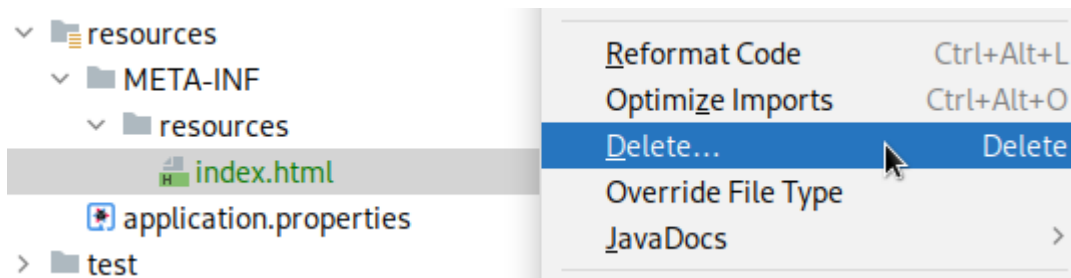 resources
META-INF
resources
H index.html
application.properties
test
Reformat Code Ctrl+Alt+L
Optimize Imports Ctrl+Alt+O
Delete... Delete
Override File Type
JavaDocs